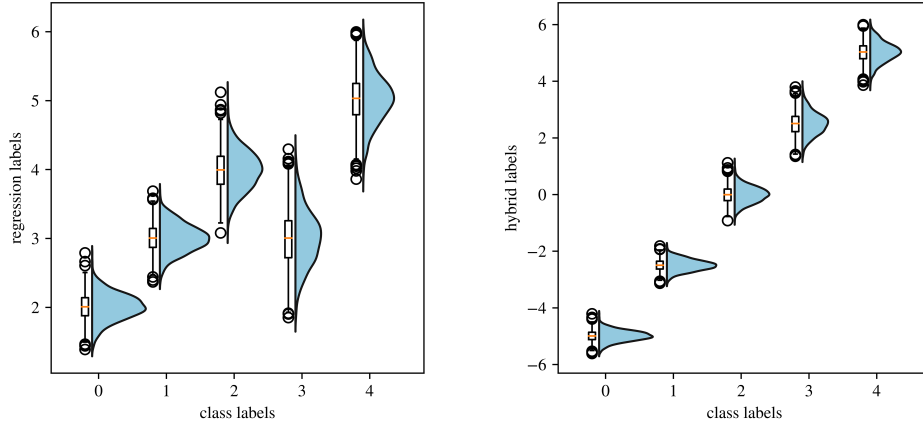 6
5
4
3
2
regression labels
0 1 2 3 4
class labels
6
4
2
0
−2
−4
−6
hybrid labels
0 1 2 3 4
class labels